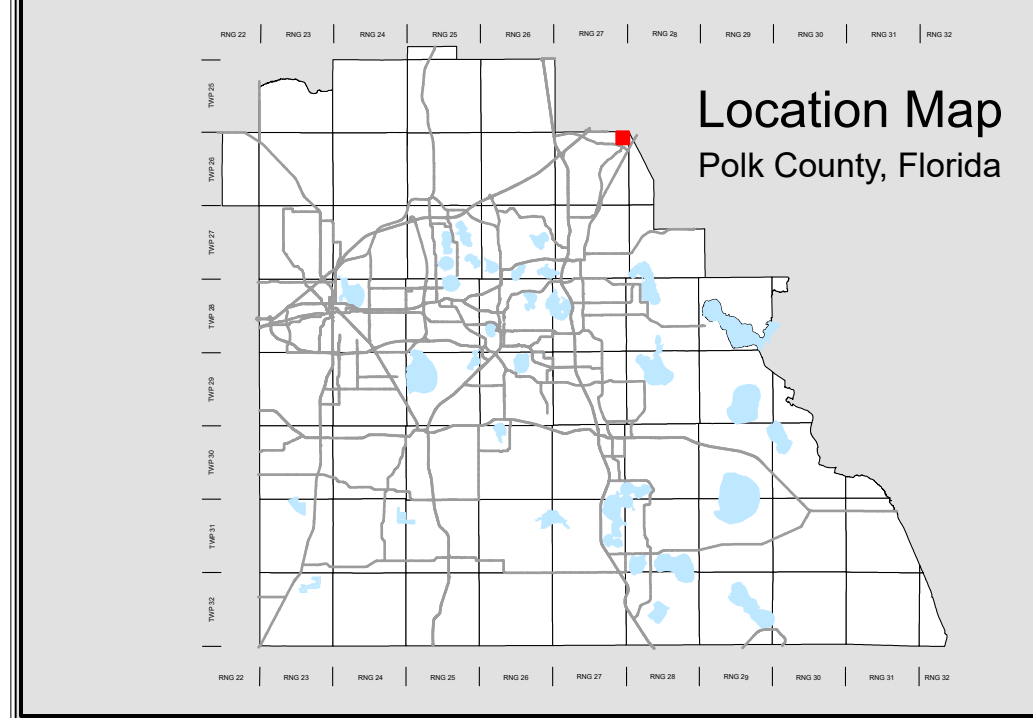 RNG 22 RNG 23 RNG 24 RNG 25 RNG 26 RNG 27 RNG 28 RNG 29 RNG 30 RNG 31 RNG 32
TWP 25
Location Map
Polk County, Florida
TWP 26
TWP 27
TWP 28
TWP 29
TWP 30
TWP 31
TWP 32
RNG 22 RNG 23 RNG 24 RNG 25 RNG 26 RNG 27 RNG 28 RNG 29 RNG 30 RNG 31 RNG 32